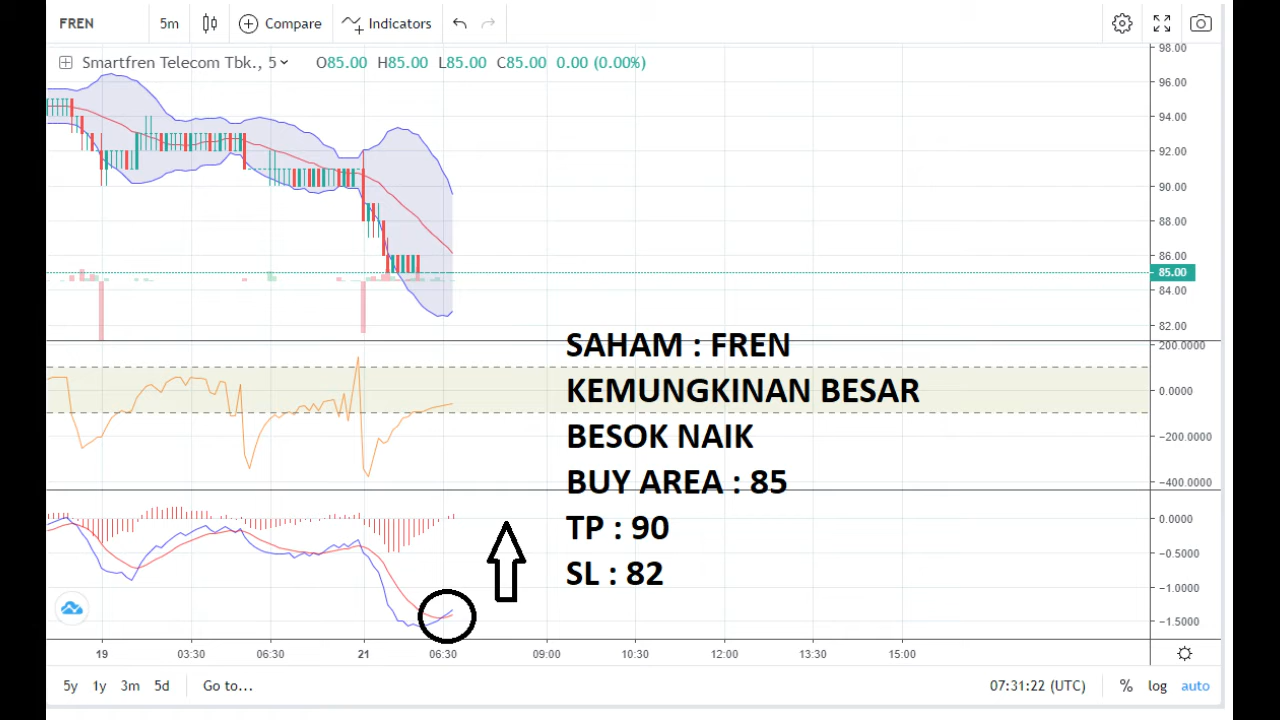 FREN 5m Compare Indicators
Smartfren Telecom Tbk., 5 O85.00 H85.00 L85.00 C85.00 0.00 (0.00%)
98.00
96.00
94.00
92.00
90.00
88.00
86.00
85.00
84.00
82.00
200.0000
0.0000
−200.0000
−400.0000
0.0000
−0.5000
−1.0000
−1.5000
SAHAM : FREN
KEMUNGKINAN BESAR
BESOK NAIK
BUY AREA : 85
TP : 90
SL : 82
19 03:30 06:30 21 06:30 09:00 10:30 12:00 13:30 15:00
5y 1y 3m 5d Go to... 07:31:22 (UTC) % log auto